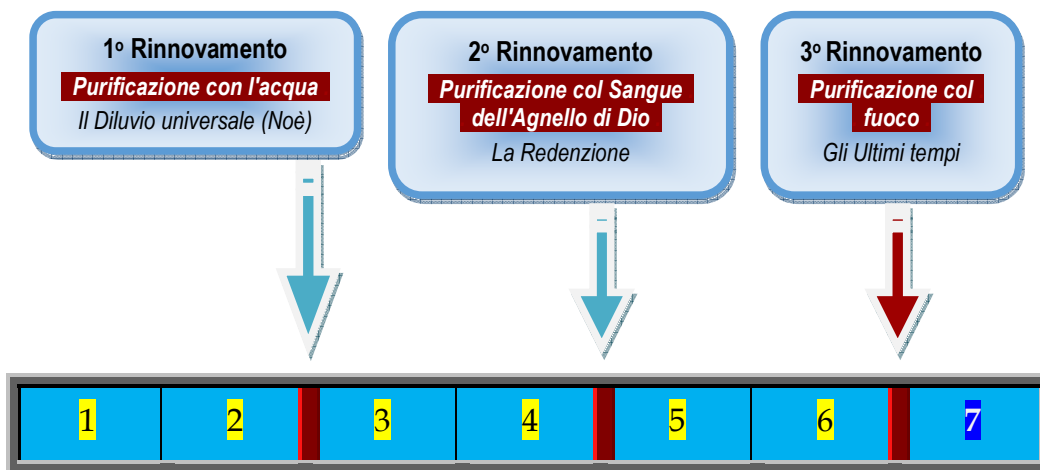 1º Rinnovamento
Purificazione con l'acqua
Il Diluvio universale (Noè)
2º Rinnovamento
Purificazione col Sangue
dell'Agnello di Dio
La Redenzione
3º Rinnovamento
Purificazione col
fuoco
Gli Ultimi tempi
1 2 3 4 5 6 7